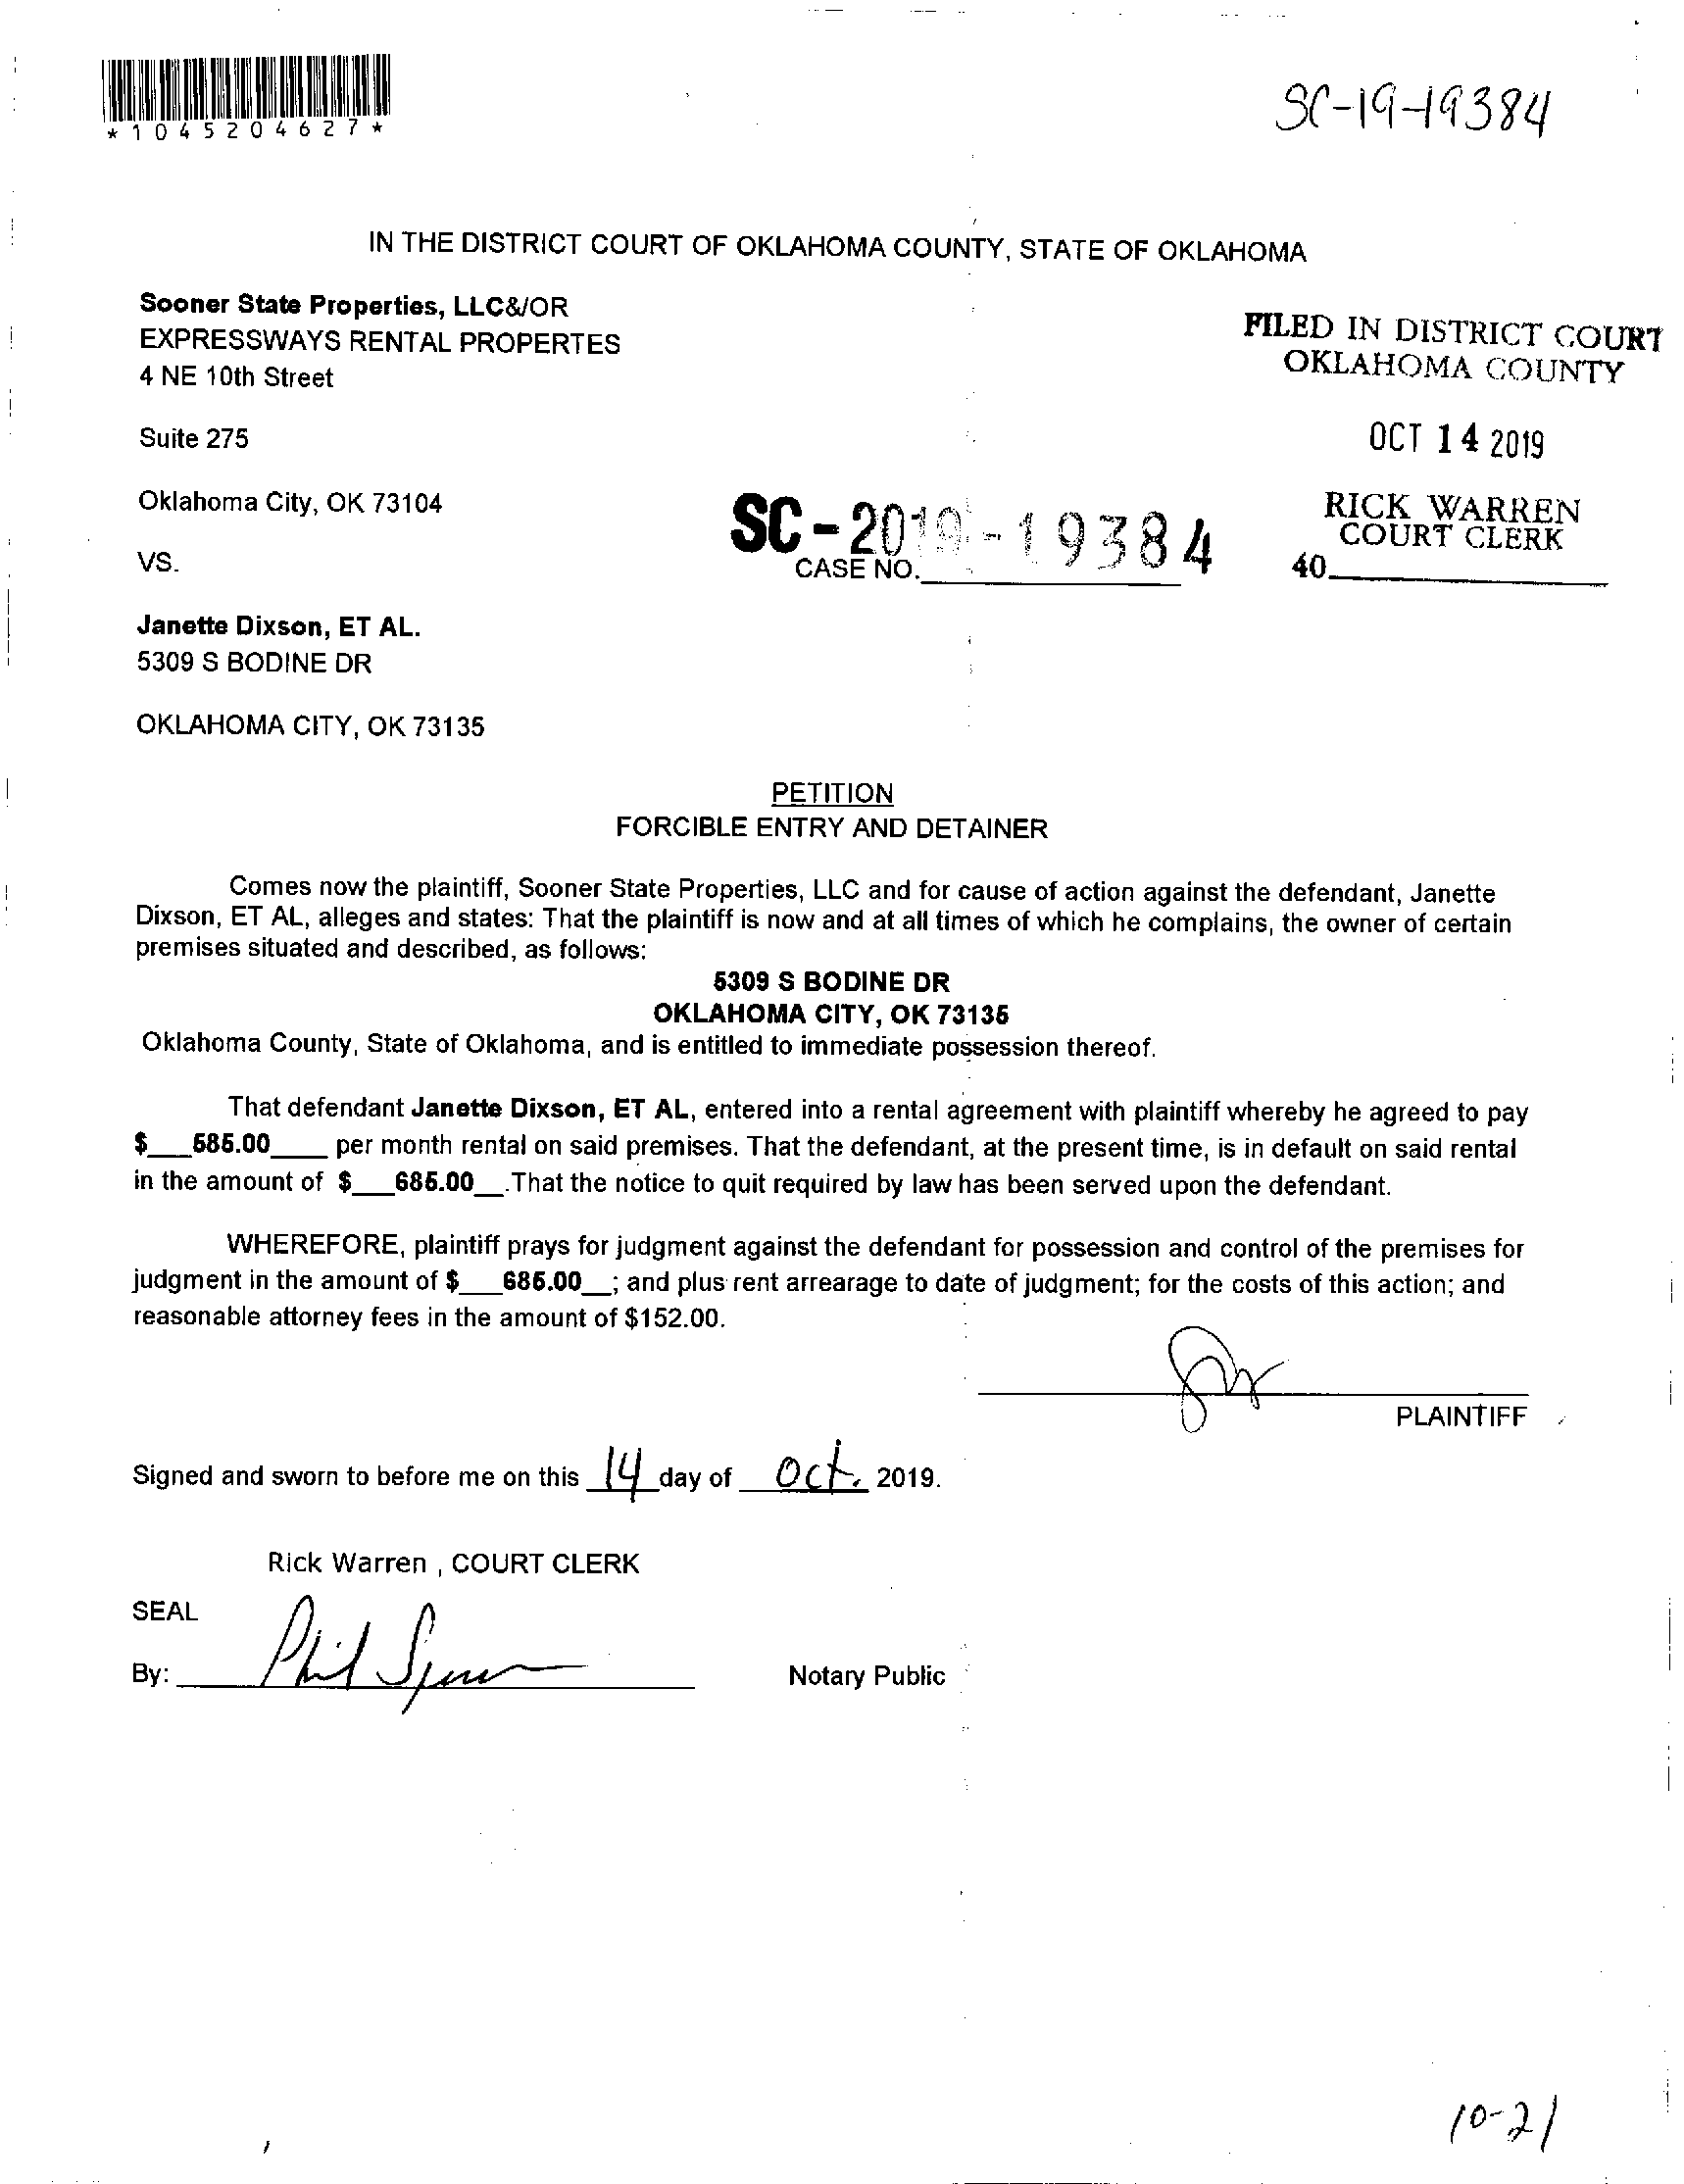 *1045204627*
SC-19-19384
IN THE DISTRICT COURT OF OKLAHOMA COUNTY, STATE OF OKLAHOMA
Sooner State Properties, LLC&/OR
EXPRESSWAYS RENTAL PROPERTES
4 NE 10th Street
Suite 275
Oklahoma City, OK 73104
VS.
Janette Dixson, ET AL.
5309 S BODINE DR
OKLAHOMA CITY, OK 73135
FILED IN DISTRICT COURT
OKLAHOMA COUNTY
OCT 14 2019
RICK WARREN
COURT CLERK
40
SC-2019-19384
CASE NO.
PETITION
FORCIBLE ENTRY AND DETAINER
Comes now the plaintiff, Sooner State Properties, LLC and for cause of action against the defendant, Janette
Dixson, ET AL, alleges and states: That the plaintiff is now and at all times of which he complains, the owner of certain
premises situated and described, as follows:
5309 S BODINE DR
OKLAHOMA CITY, OK 73135
Oklahoma County, State of Oklahoma, and is entitled to immediate possession thereof.
That defendant Janette Dixson, ET AL, entered into a rental agreement with plaintiff whereby he agreed to pay
$___585.00____ per month rental on said premises. That the defendant, at the present time, is in default on said rental
in the amount of $___685.00__.That the notice to quit required by law has been served upon the defendant.
WHEREFORE, plaintiff prays for judgment against the defendant for possession and control of the premises for
judgment in the amount of $___685.00__; and plus rent arrearage to date of judgment; for the costs of this action; and
reasonable attorney fees in the amount of $152.00.
PLAINTIFF
Signed and sworn to before me on this 14 day of Oct. 2019.
Rick Warren , COURT CLERK
SEAL
By: Phil
Notary Public
10-21